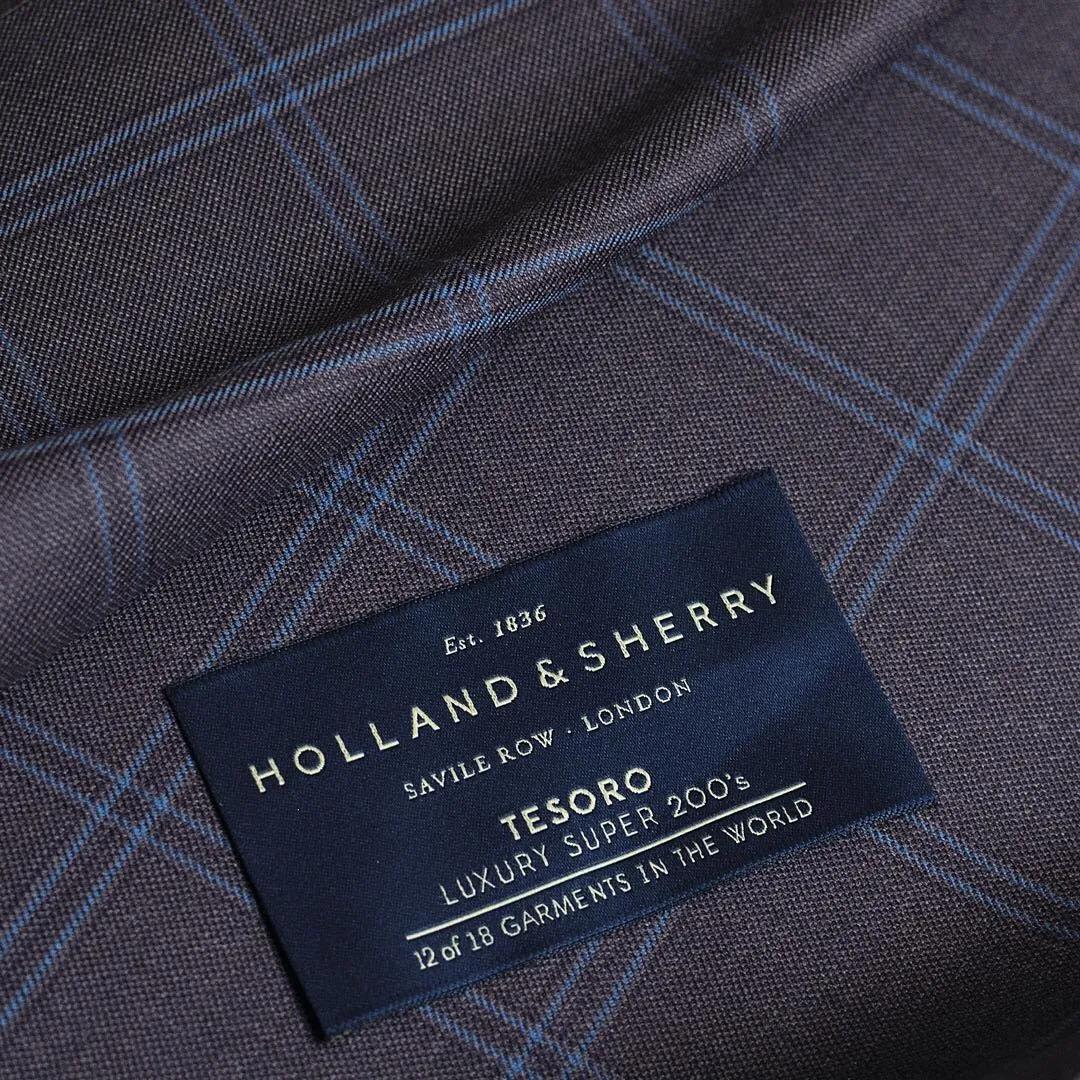 Est. 1836
HOLLAND & SHERRY
SAVILE ROW · LONDON
TESORO
LUXURY SUPER 200's
12 of 18 GARMENTS IN THE WORLD